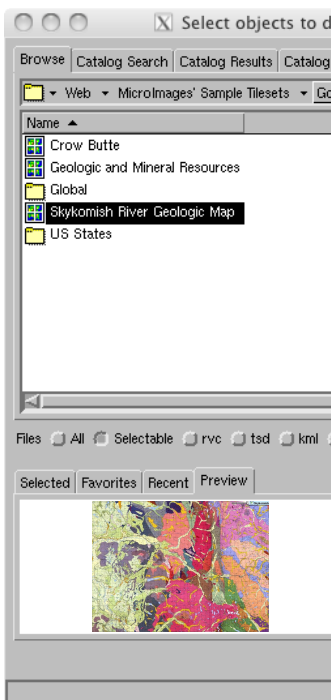 Select objects to d
Browse Catalog Search Catalog Results Catalog
Web MicroImages' Sample Tilesets Go
Name
Crow Butte
Geologic and Mineral Resources
Global
Skykomish River Geologic Map
US States
Files All Selectable rvc tsd kml
Selected Favorites Recent Preview